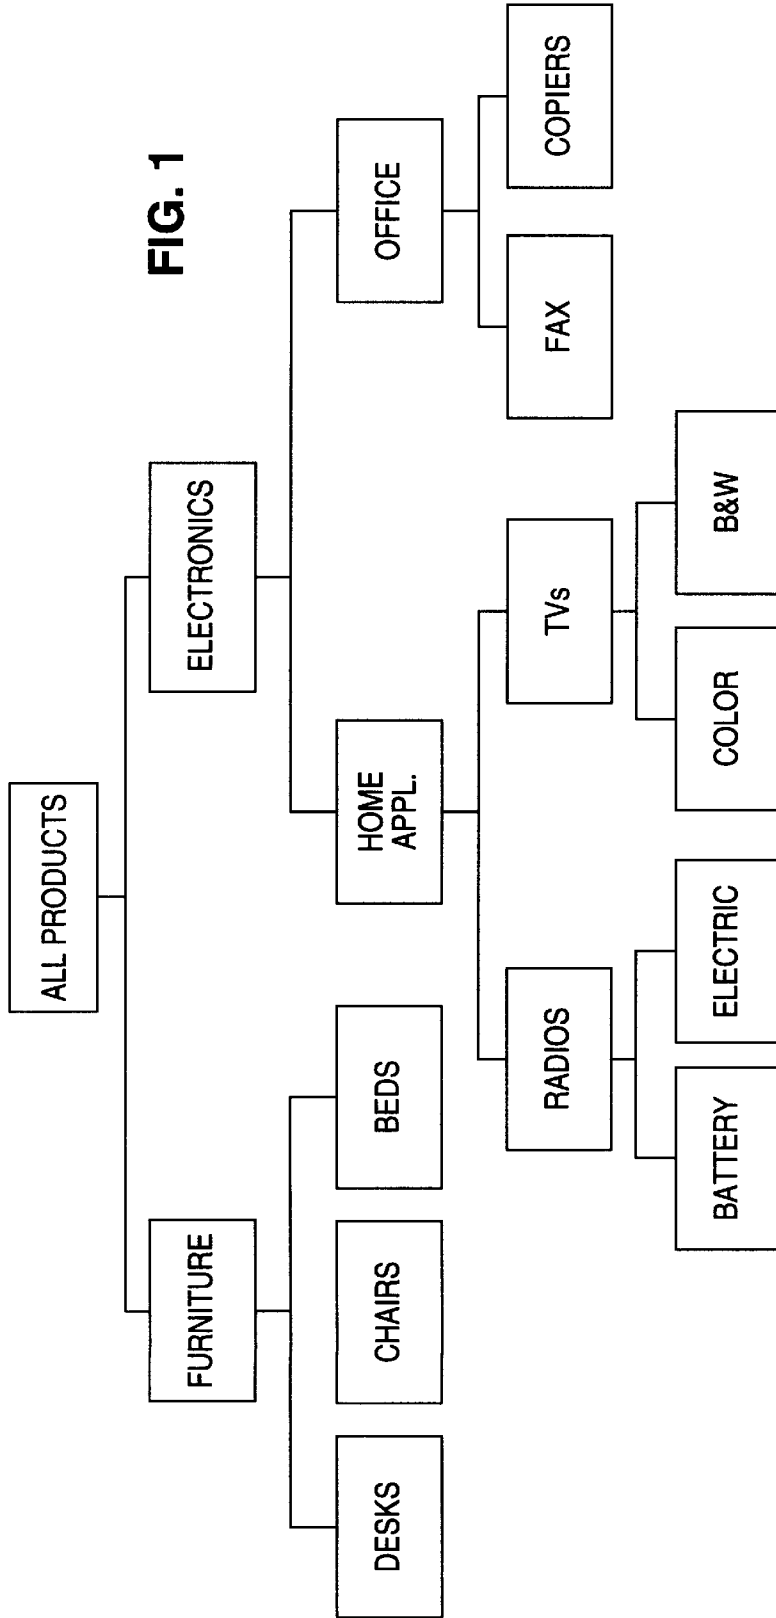 FIG. 1
ALL PRODUCTS
FURNITURE
ELECTRONICS
DESKS
CHAIRS
BEDS
HOME
APPL.
OFFICE
RADIOS
TVs
FAX
COPIERS
BATTERY
ELECTRIC
COLOR
B&W